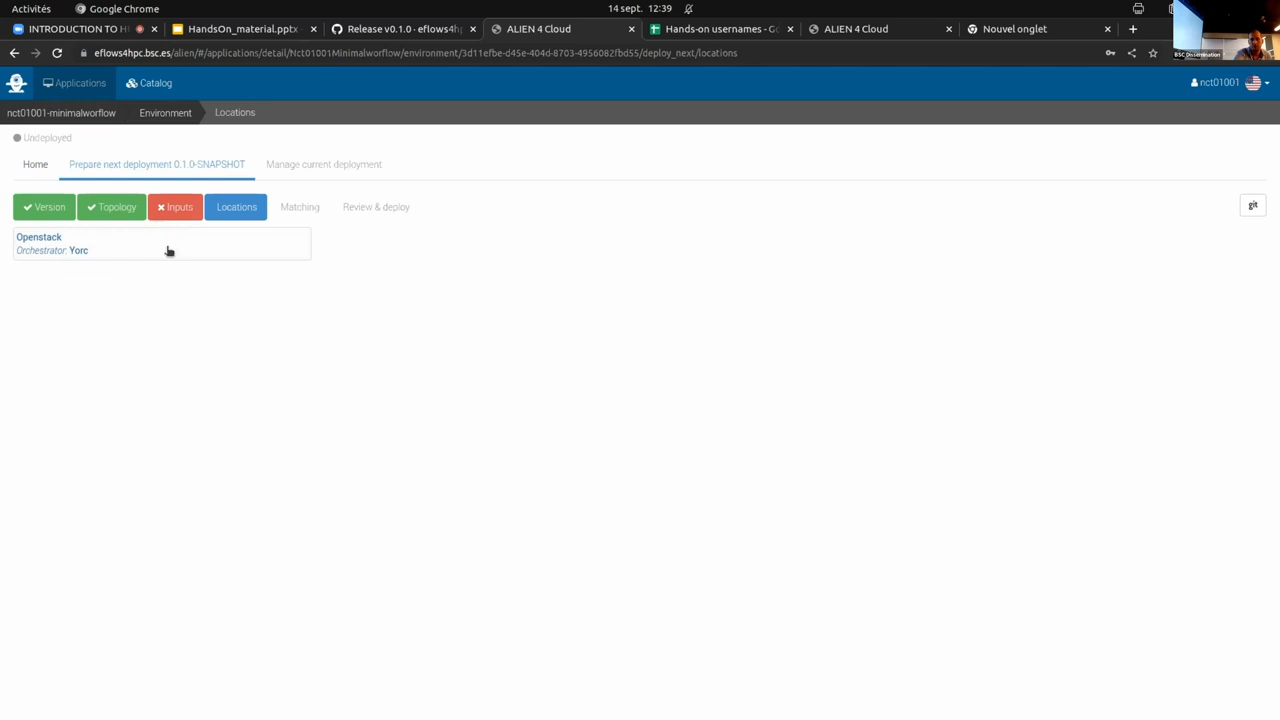 Activités
Google Chrome
14 sept. 12:39
INTRODUCTION TO H
HandsOn_material.pptx
Release v0.1.0 · eflows4h
ALIEN 4 Cloud
Hands-on usernames - G
ALIEN 4 Cloud
Nouvel onglet
eflows4hpc.bsc.es/alien/#/applications/detail/Nct01001Minimalworflow/environment/3d11efbe-d45e-404d-8703-4956082fbd55/deploy_next/locations
BSC Dissemination
Applications
Catalog
nct01001
nct01001-minimalworflow
Environment
Locations
Undeployed
Home
Prepare next deployment 0.1.0-SNAPSHOT
Manage current deployment
Version
Topology
Inputs
Locations
Matching
Review & deploy
git
Openstack
Orchestrator: Yorc